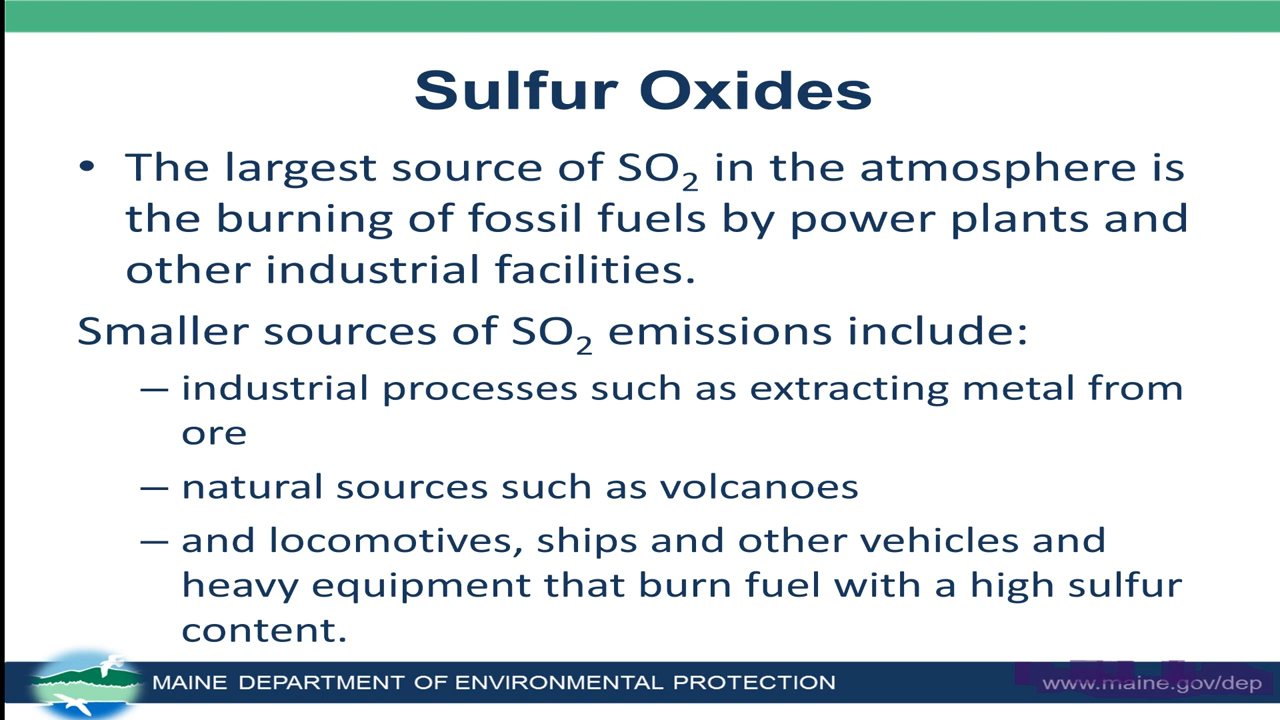 Sulfur Oxides
• The largest source of SO₂ in the atmosphere is
the burning of fossil fuels by power plants and
other industrial facilities.
Smaller sources of SO₂ emissions include:
– industrial processes such as extracting metal from
ore
– natural sources such as volcanoes
– and locomotives, ships and other vehicles and
heavy equipment that burn fuel with a high sulfur
content.
MAINE DEPARTMENT OF ENVIRONMENTAL PROTECTION
www.maine.gov/dep